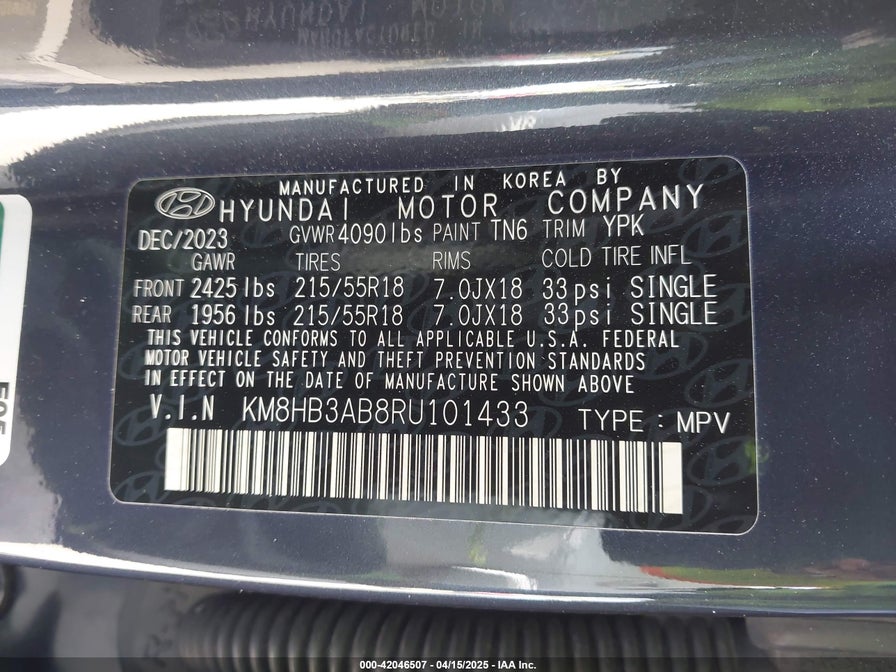 MANUFACTURED IN KOREA BY
HYUNDAI MOTOR COMPANY
DEC/2023 GVWR 4090lbs PAINT TN6 TRIM YPK
GAWR TIRES RIMS COLD TIRE INFL
FRONT 2425 lbs 215/55R18 7.0JX18 33psi SINGLE
REAR 1956 lbs 215/55R18 7.0JX18 33psi SINGLE
THIS VEHICLE CONFORMS TO ALL APPLICABLE U.S.A. FEDERAL
MOTOR VEHICLE SAFETY AND THEFT PREVENTION STANDARDS
IN EFFECT ON THE DATE OF MANUFACTURE SHOWN ABOVE
V.I.N KM8HB3AB8RU101433 TYPE : MPV
000-42046507 - 04/15/2025 - IAA Inc.